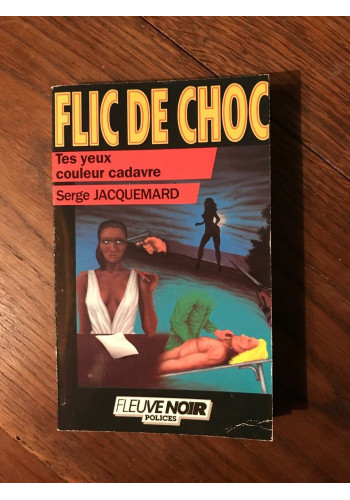 FLIC DE CHOC
Tes yeux
couleur cadavre
Serge JACQUEMARD
FLEUVE NOIR
POLICES